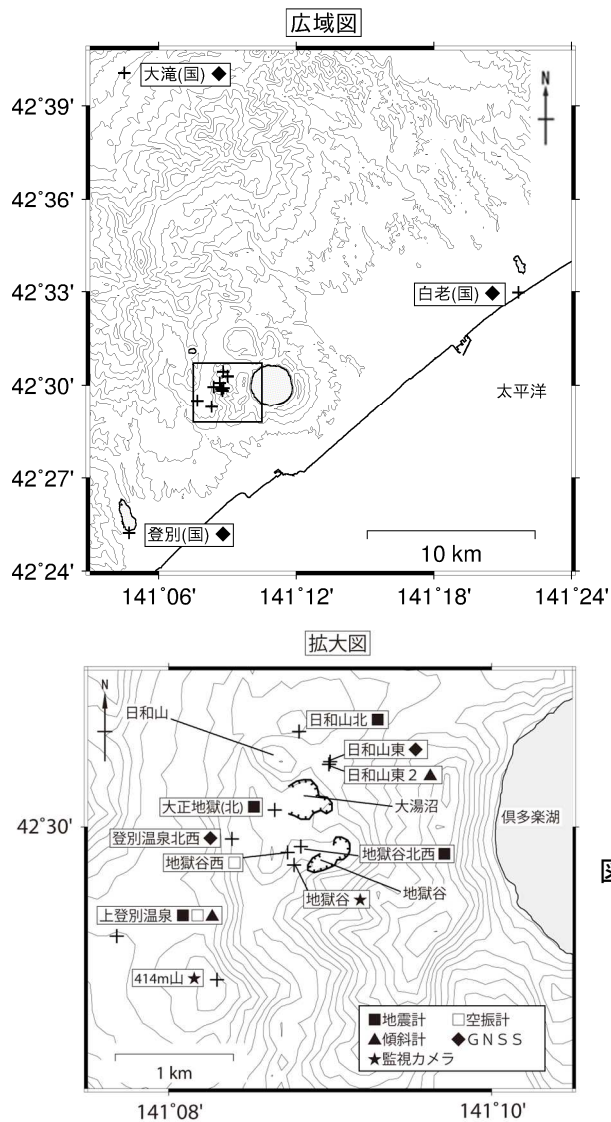 広域図
大滝(国)◆
N
42°39'
42°36'
42°33'
白老(国)◆
42°30'
太平洋
42°27'
登別(国)◆
10 km
42°24'
141°06'
141°12'
141°18'
141°24'
拡大図
N
日和山
日和山北■
日和山東◆
日和山東２▲
大正地獄(北)■
大湯沼
倶多楽湖
42°30'
登別温泉北西◆
地獄谷西□
地獄谷北西■
図
地獄谷★
地獄谷
上登別温泉■□▲
414m山★
■地震計 □空振計
▲傾斜計 ◆ＧＮＳＳ
★監視カメラ
1 km
141°08'
141°10'